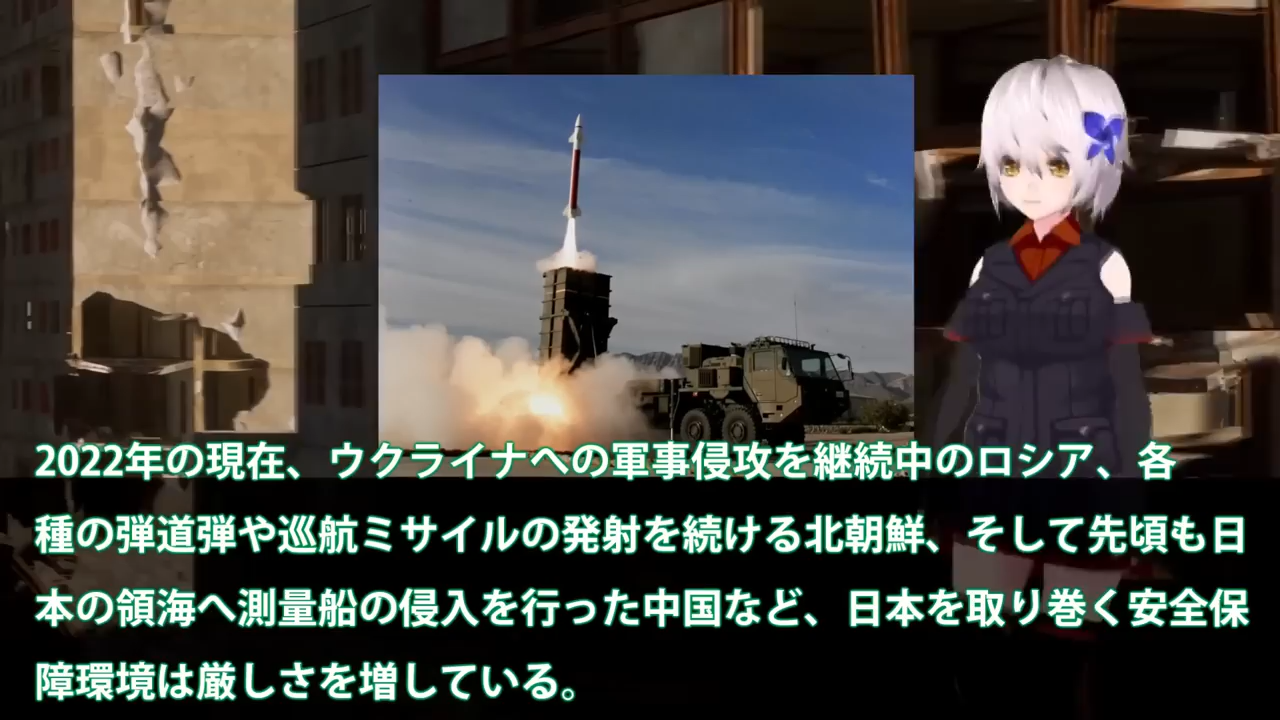 2022年の現在、ウクライナへの軍事侵攻を継続中のロシア、各
種の弾道弾や巡航ミサイルの発射を続ける北朝鮮、そして先頃も日
本の領海へ測量船の侵入を行った中国など、日本を取り巻く安全保
障環境は厳しさを増している。